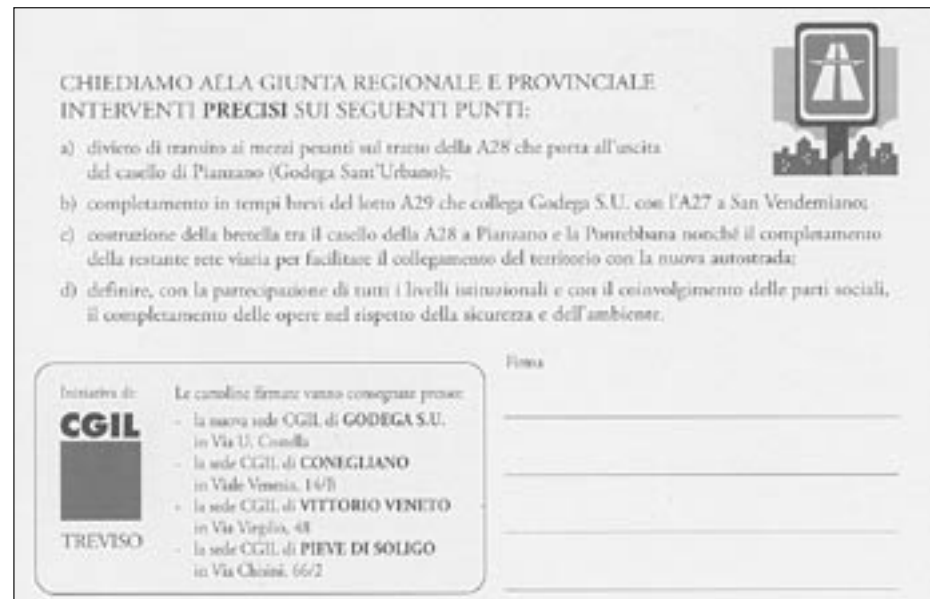 CHIEDIAMO ALLA GIUNTA REGIONALE E PROVINCIALE
INTERVENTI PRECISI SUI SEGUENTI PUNTI:
a) divieto di transito ai mezzi pesanti sul tratto della A28 che porta all'uscita
del casello di Pianzano (Godega Sant'Urbano);
b) completamento in tempi brevi del lotto A29 che collega Godega S.U. con l'A27 a San Vendemiano;
c) costruzione della bretella tra il casello della A28 a Pianzano e la Pontebbana nonché il completamento
della restante rete viaria per facilitare il collegamento del territorio con la nuova autostrada;
d) definire, con la partecipazione di tutti i livelli istituzionali e con il coinvolgimento delle parti sociali,
il completamento delle opere nel rispetto della sicurezza e dell'ambiente.
Iniziativa di:
CGIL
TREVISO
Le cartoline firmate vanno consegnate presso:
- la nuova sede CGIL di GODEGA S.U.
in Via U. Costella
- la sede CGIL di CONEGLIANO
in Viale Venezia, 14/B
- la sede CGIL di VITTORIO VENETO
in Via Virgilio, 48
- la sede CGIL di PIEVE DI SOLIGO
in Via Chisini, 66/2
Firma